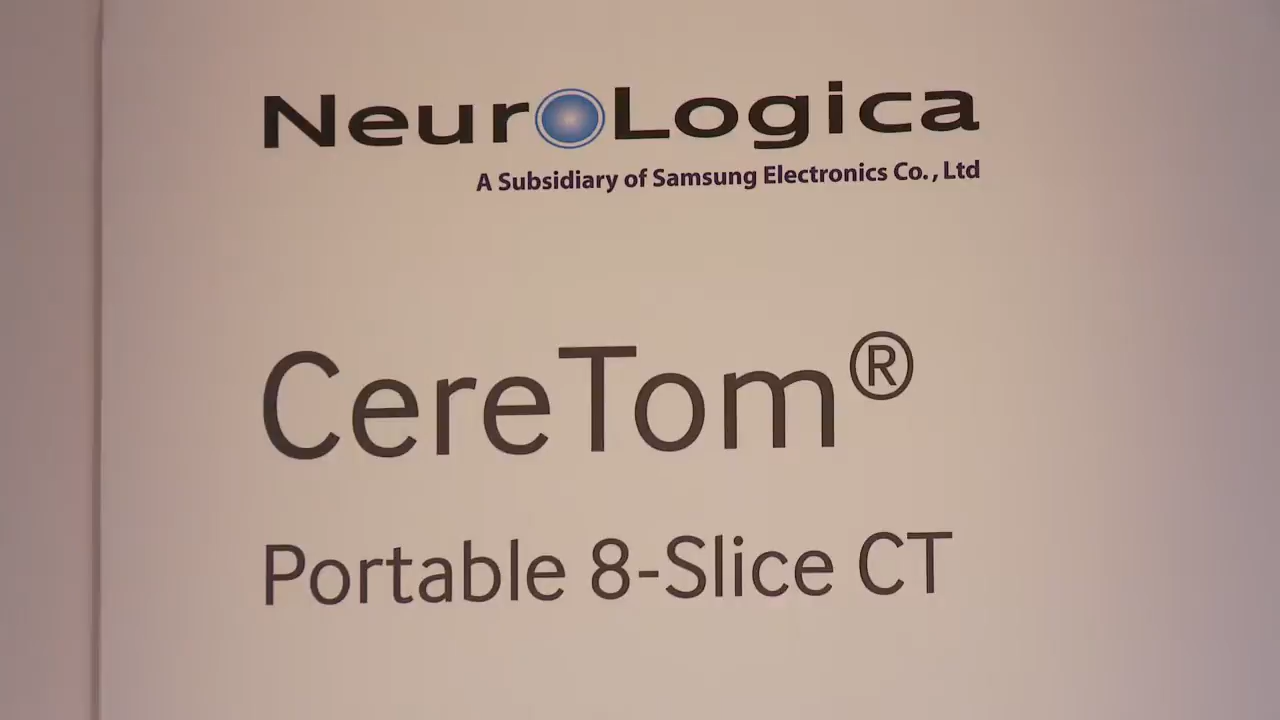 NeuroLogica
A Subsidiary of Samsung Electronics Co., Ltd
CereTom®
Portable 8-Slice CT